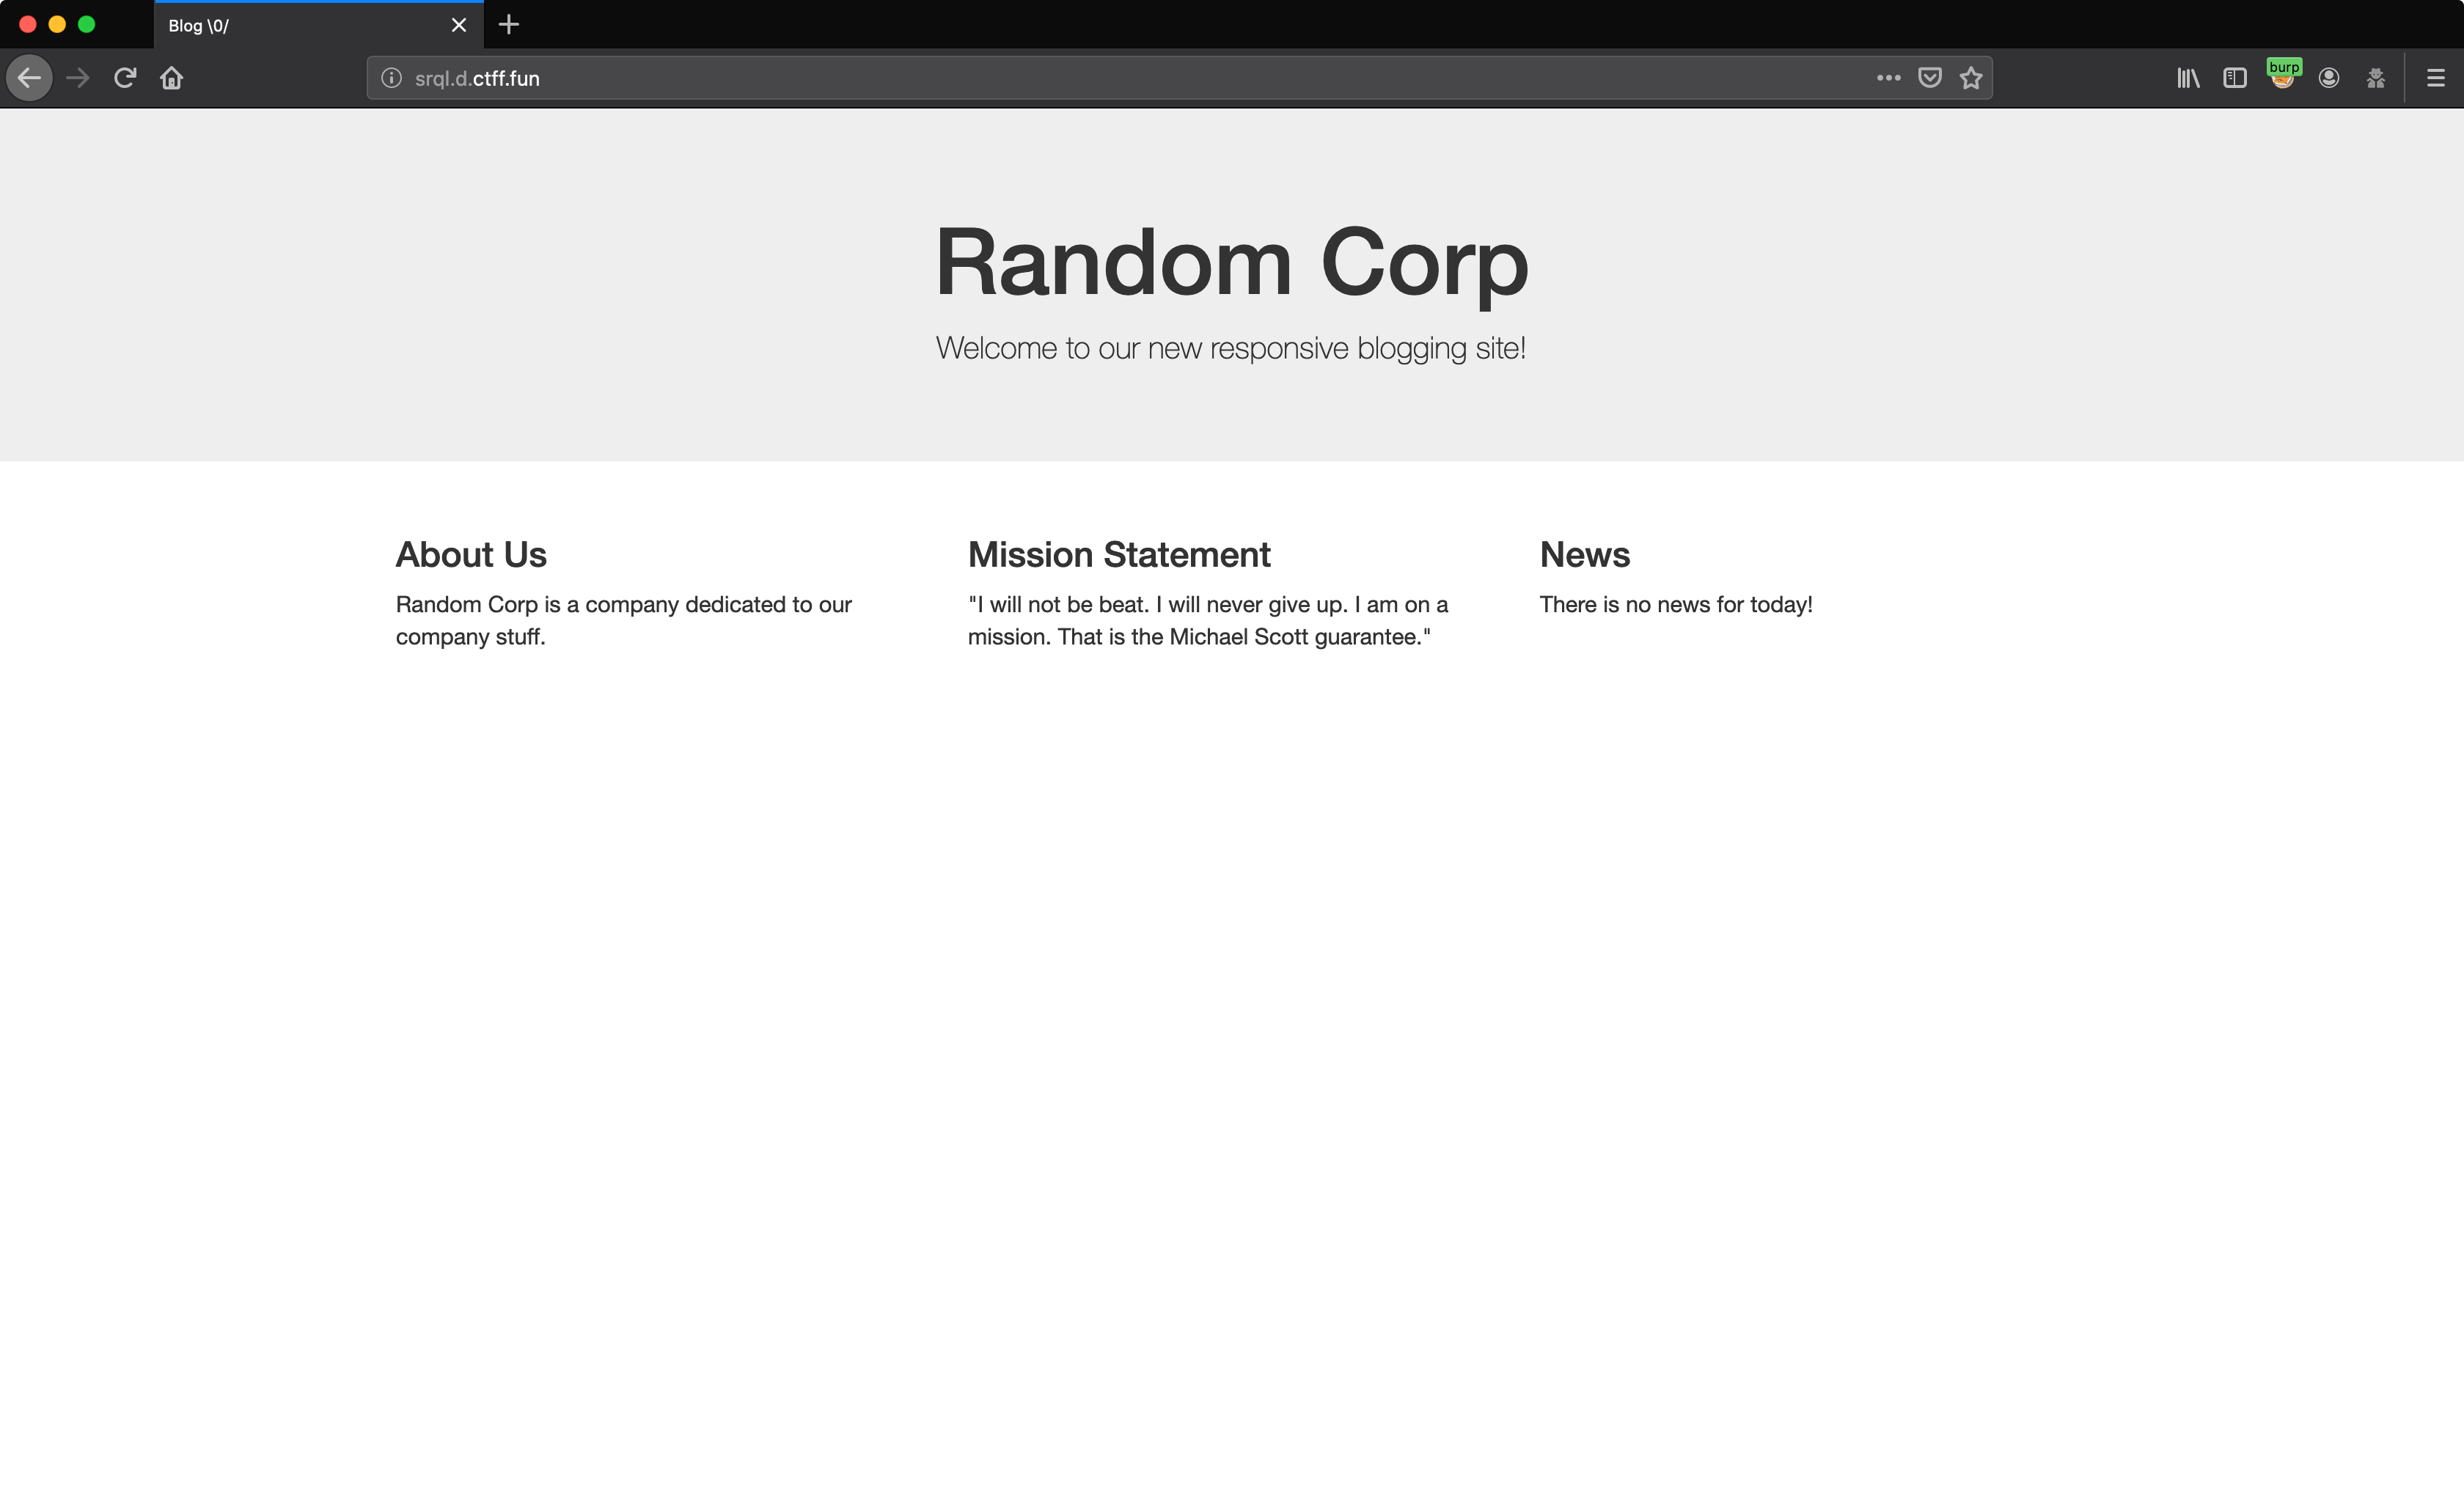 Blog \0/
srql.d.ctff.fun
burp
Random Corp
Welcome to our new responsive blogging site!
About Us
Random Corp is a company dedicated to our
company stuff.
Mission Statement
"I will not be beat. I will never give up. I am on a
mission. That is the Michael Scott guarantee."
News
There is no news for today!